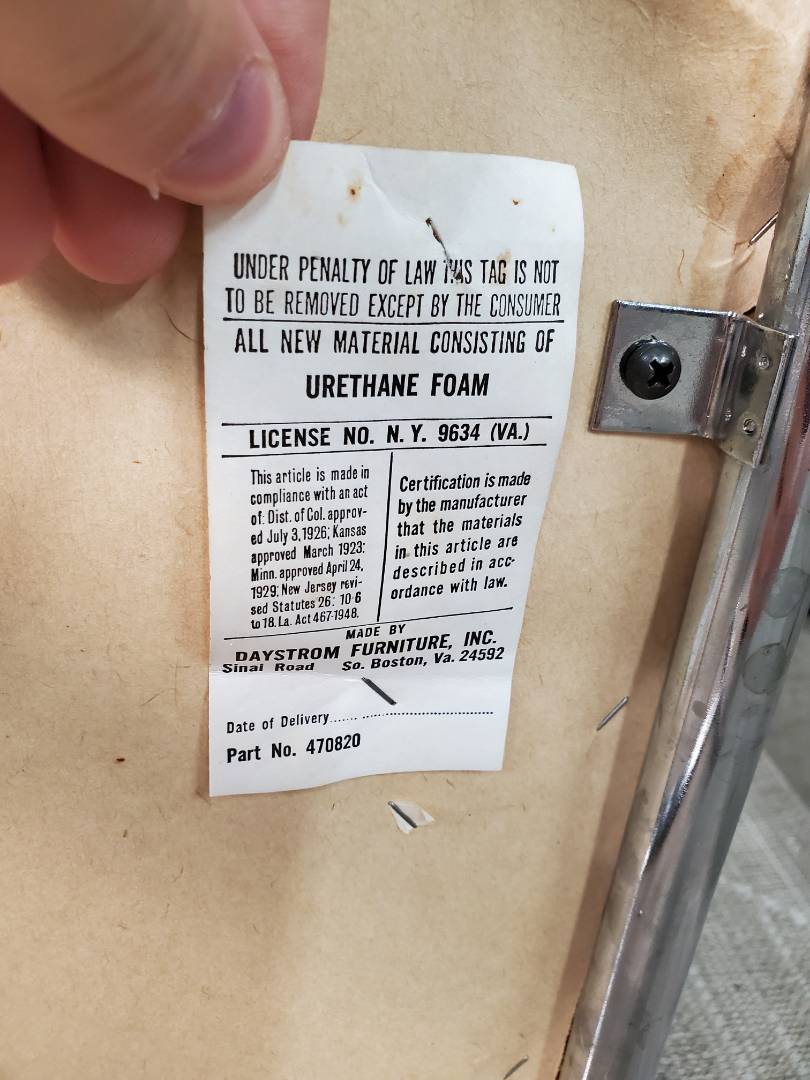 UNDER PENALTY OF LAW THIS TAG IS NOT
TO BE REMOVED EXCEPT BY THE CONSUMER
ALL NEW MATERIAL CONSISTING OF
URETHANE FOAM
LICENSE NO. N. Y. 9634 (VA.)
This article is made in
compliance with an act
of: Dist. of Col. approv-
ed July 3, 1926; Kansas
approved March 1923;
Minn. approved April 24,
1929; New Jersey revi-
sed Statutes 26: 10-6
to 18. La. Act 467-1948.
Certification is made
by the manufacturer
that the materials
in this article are
described in acc-
ordance with law.
MADE BY
DAYSTROM FURNITURE, INC.
Sinai Road So. Boston, Va. 24592
Date of Delivery....... ........................................
Part No. 470820